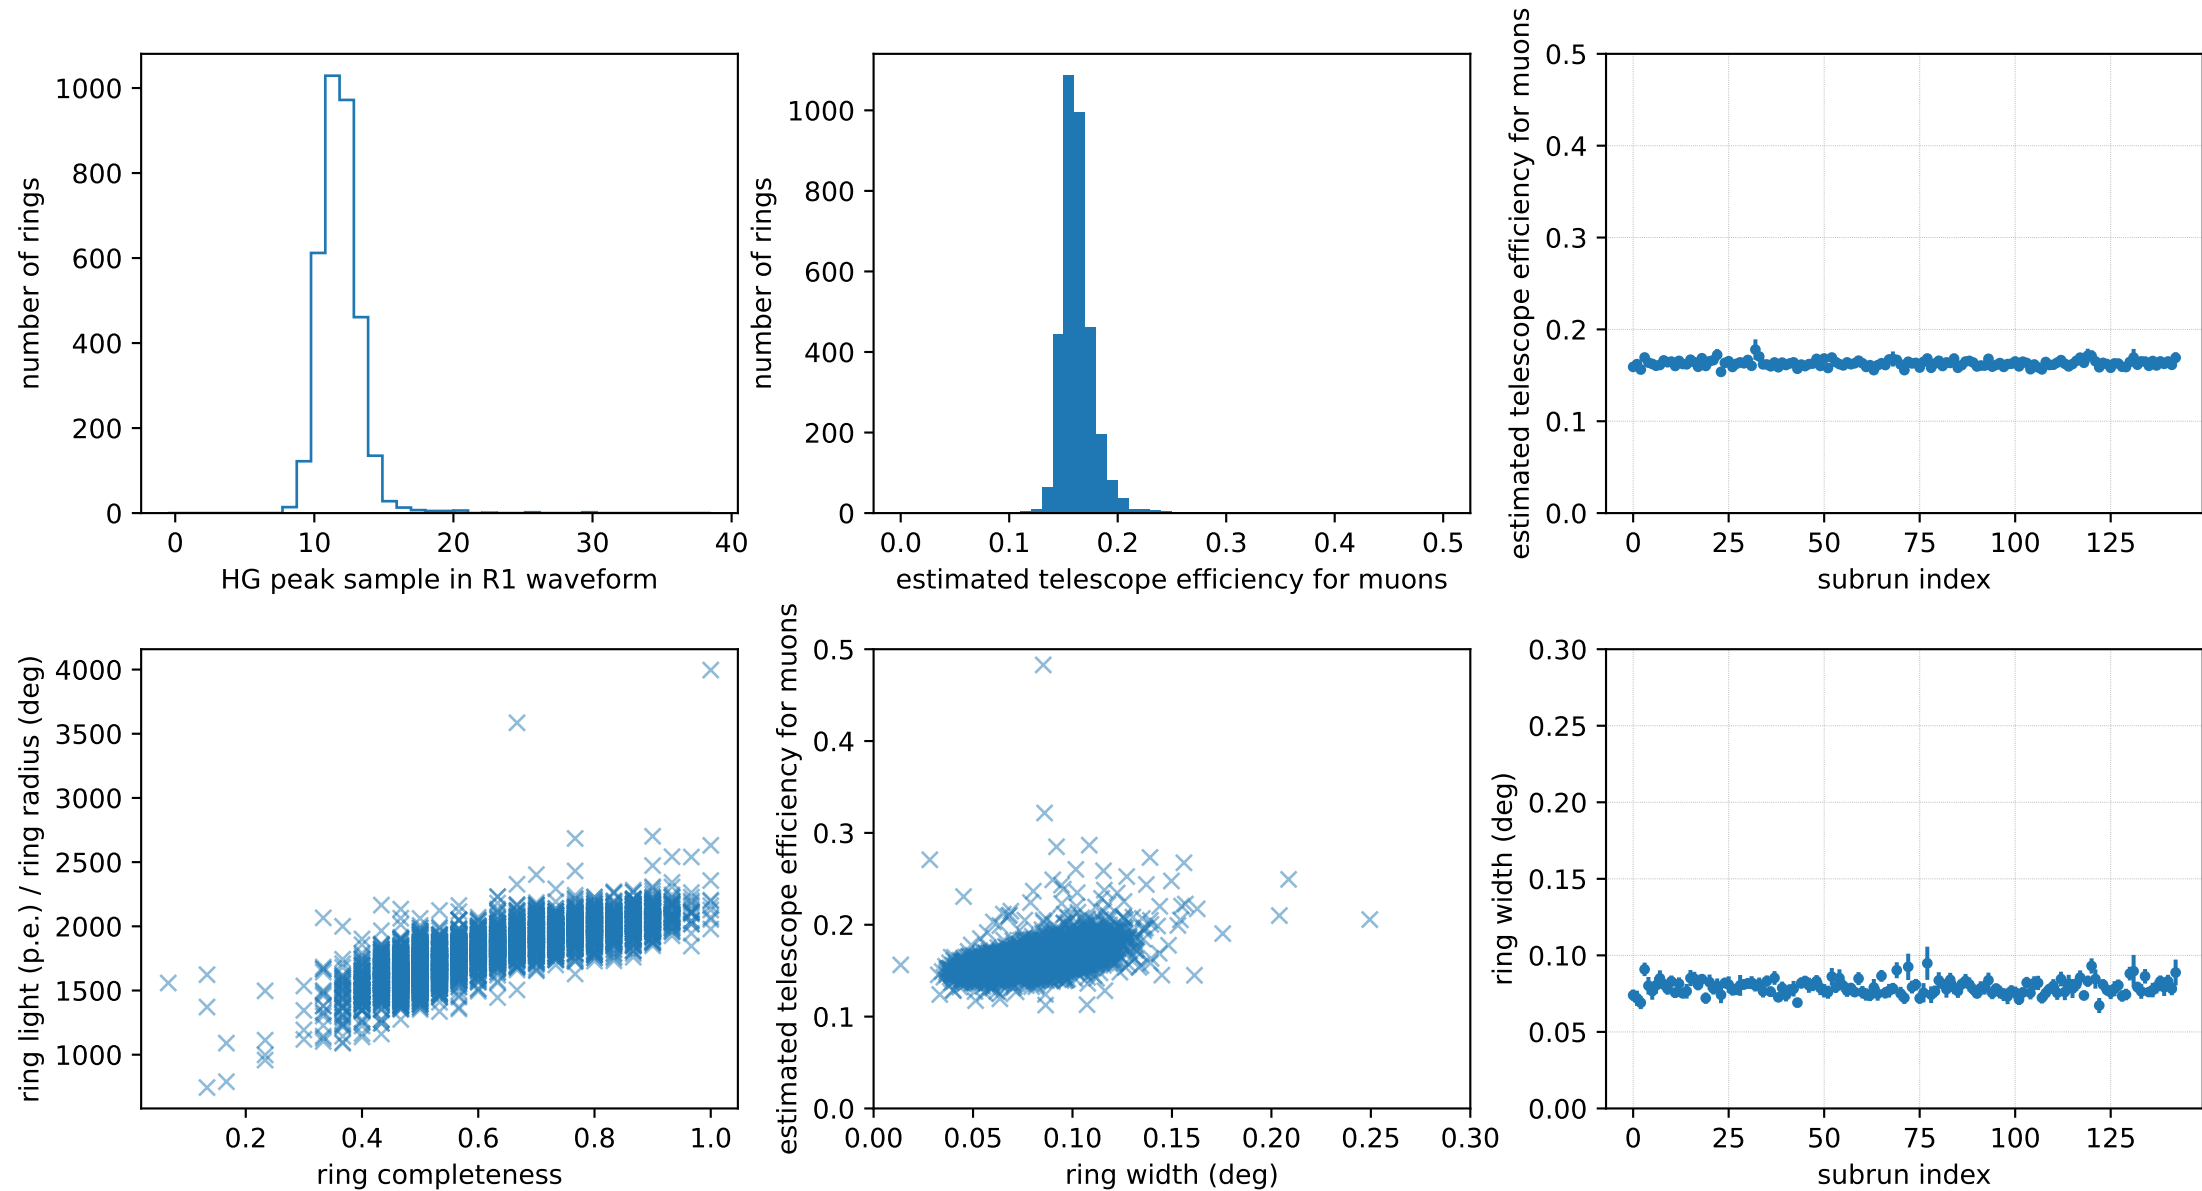 number of rings
1000
800
600
400
200
0
0 10 20 30 40
HG peak sample in R1 waveform
number of rings
1000
800
600
400
200
0
0.0 0.1 0.2 0.3 0.4 0.5
estimated telescope efficiency for muons
estimated telescope efficiency for muons
0.5
0.4
0.3
0.2
0.1
0.0
0 25 50 75 100 125
subrun index
ring light (p.e.) / ring radius (deg)
4000
3500
3000
2500
2000
1500
1000
0.2 0.4 0.6 0.8 1.0
ring completeness
estimated telescope efficiency for muons
0.5
0.4
0.3
0.2
0.1
0.0
0.00 0.05 0.10 0.15 0.20 0.25 0.30
ring width (deg)
ring width (deg)
0.30
0.25
0.20
0.15
0.10
0.05
0.00
0 25 50 75 100 125
subrun index